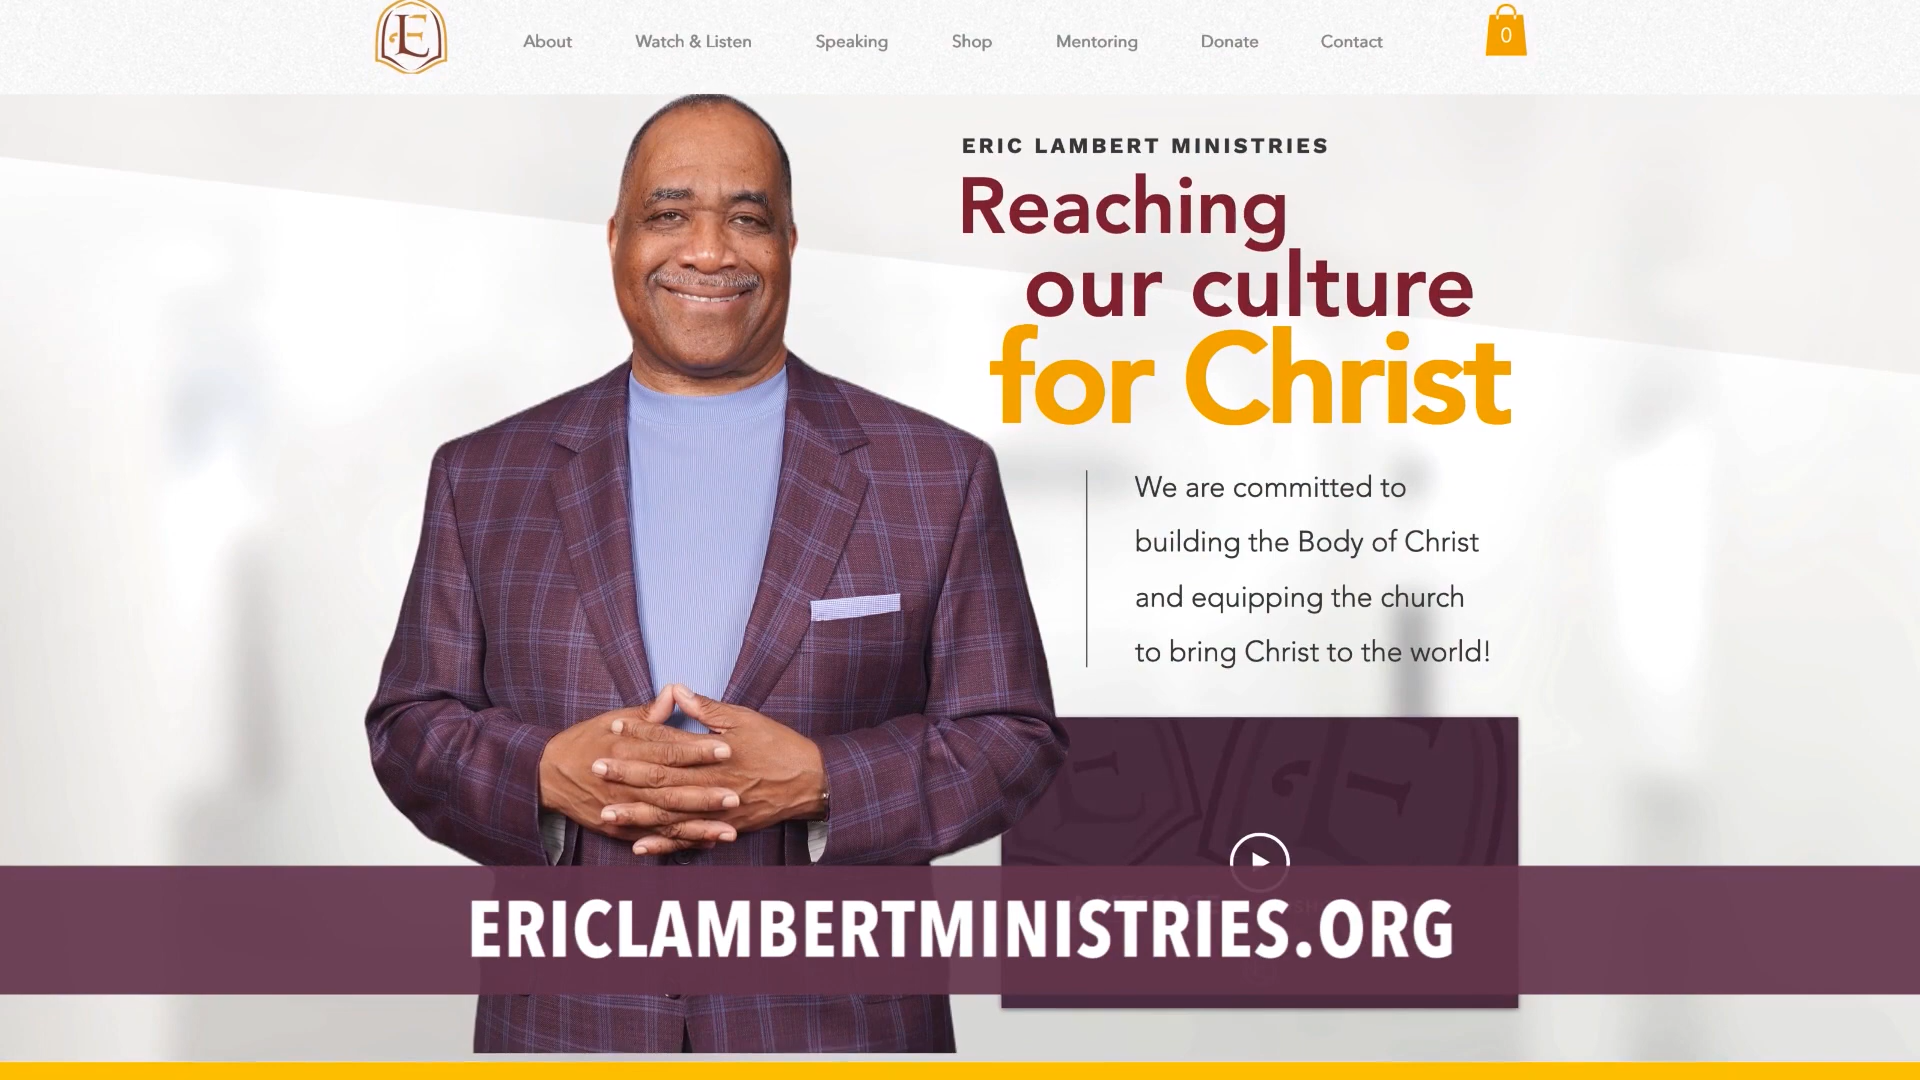 E
About
Watch & Listen
Speaking
Shop
Mentoring
Donate
Contact
0
ERIC LAMBERT MINISTRIES
Reaching
our culture
for Christ
We are committed to
building the Body of Christ
and equipping the church
to bring Christ to the world!
E
E
ERICLAMBERTMINISTRIES.ORG